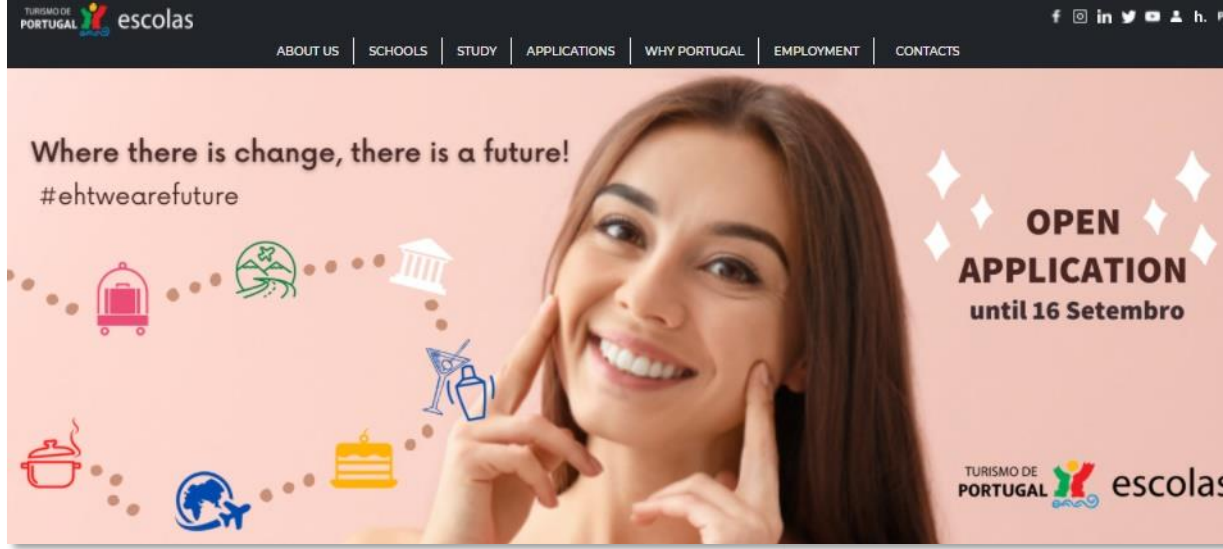 TURISMO DE
PORTUGAL escolas
h.
ABOUT US SCHOOLS STUDY APPLICATIONS WHY PORTUGAL EMPLOYMENT CONTACTS
Where there is change, there is a future!
#ehtwearefuture
OPEN
APPLICATION
until 16 Setembro
TURISMO DE
PORTUGAL escolas